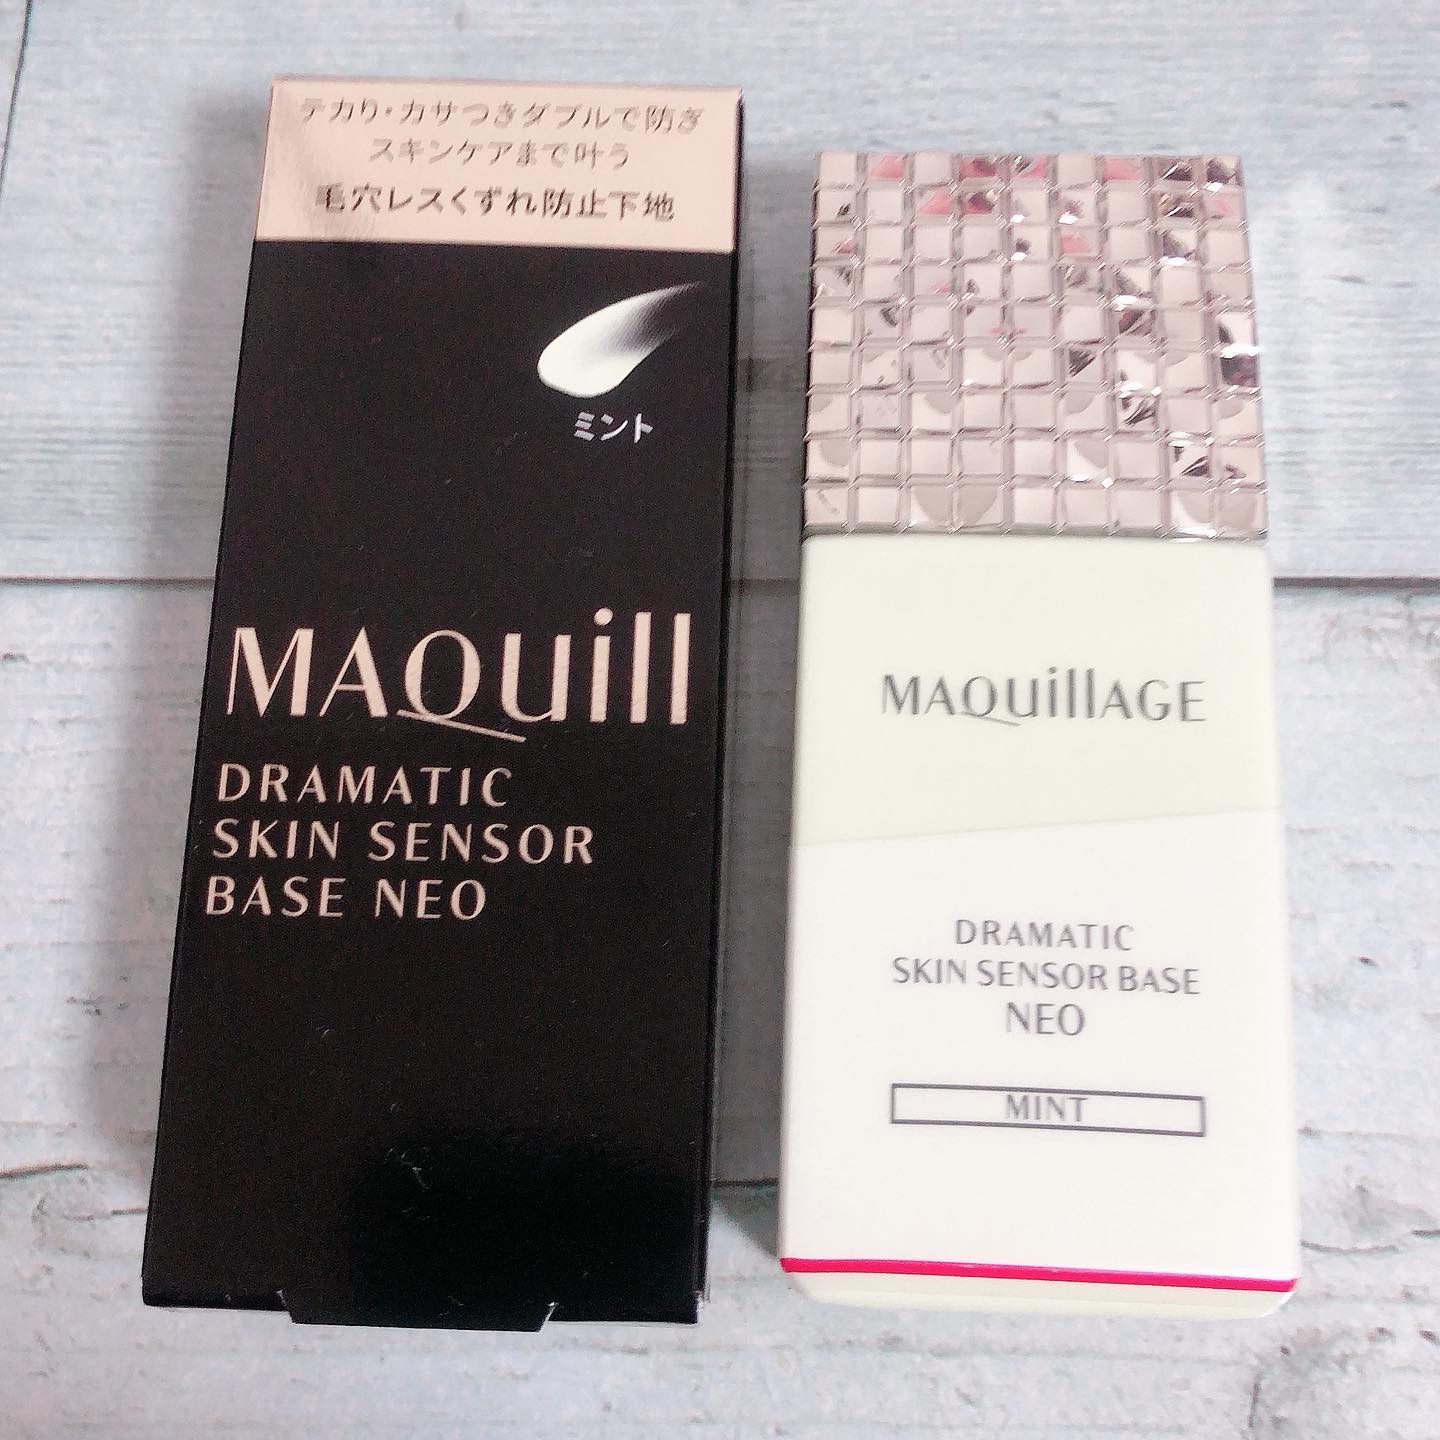 テカリ・カサつきダブルで防ぎ
スキンケアまで叶う
毛穴レスくずれ防止下地
ミント
MAQuill
DRAMATIC
SKIN SENSOR
BASE NEO
MAQuillAGE
DRAMATIC
SKIN SENSOR BASE
NEO
MINT